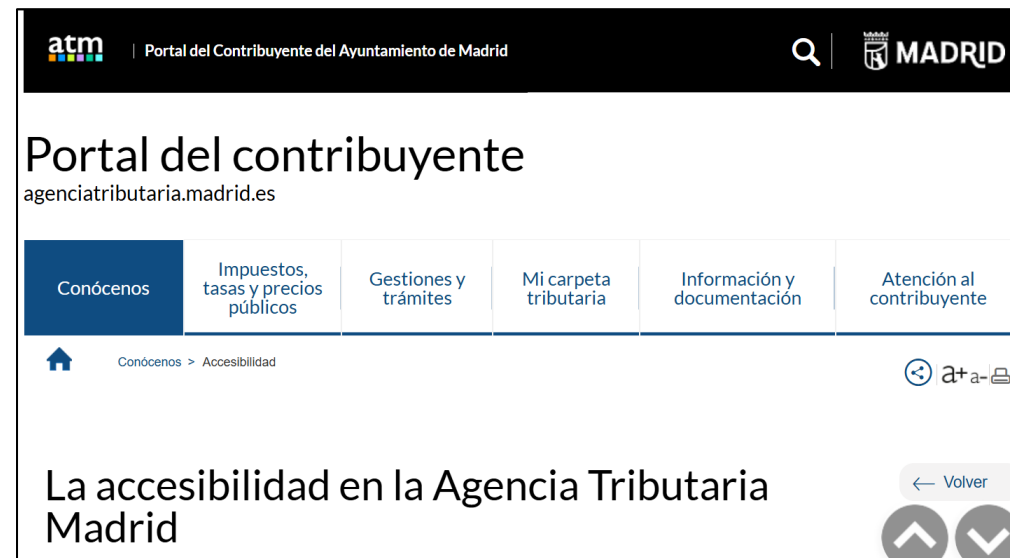 atm
Portal del Contribuyente del Ayuntamiento de Madrid
MADRID
Portal del contribuyente
agenciatributaria.madrid.es
Conócenos
Impuestos,
tasas y precios
públicos
Gestiones y
trámites
Mi carpeta
tributaria
Información y
documentación
Atención al
contribuyente
Conócenos > Accesibilidad
a+ a-
La accesibilidad en la Agencia Tributaria
Madrid
← Volver